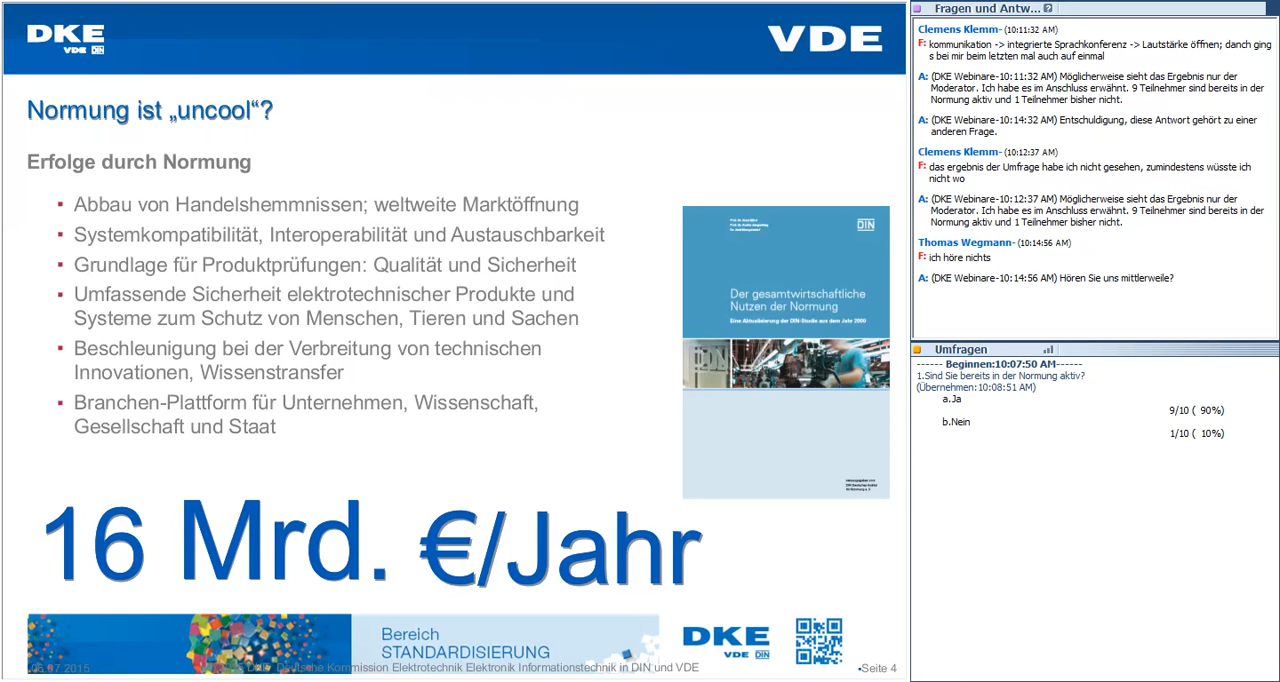 DKE
VDE DIN
VDE
Normung ist „uncool“?
Erfolge durch Normung
▪ Abbau von Handelshemmnissen; weltweite Marktöffnung
▪ Systemkompatibilität, Interoperabilität und Austauschbarkeit
▪ Grundlage für Produktprüfungen: Qualität und Sicherheit
▪ Umfassende Sicherheit elektrotechnischer Produkte und
Systeme zum Schutz von Menschen, Tieren und Sachen
▪ Beschleunigung bei der Verbreitung von technischen
Innovationen, Wissenstransfer
▪ Branchen-Plattform für Unternehmen, Wissenschaft,
Gesellschaft und Staat
DIN
Der gesamtwirtschaftliche
Nutzen der Normung
Eine Aktualisierung der DIN-Studie aus dem Jahr 2000
DIN
16 Mrd. €/Jahr
Bereich
STANDARDISIERUNG
DKE
VDE DIN
06.07.2015
DKE Deutsche Kommission Elektrotechnik Elektronik Informationstechnik in DIN und VDE
•Seite 4
Fragen und Antw... ?
Clemens Klemm- (10:11:32 AM)
F: kommunikation -> integrierte Sprachkonferenz -> Lautstärke öffnen; danch ging
s bei mir beim letzten mal auch auf einmal
A: (DKE Webinare-10:11:32 AM) Möglicherweise sieht das Ergebnis nur der
Moderator. Ich habe es im Anschluss erwähnt. 9 Teilnehmer sind bereits in der
Normung aktiv und 1 Teilnehmer bisher nicht.
A: (DKE Webinare-10:14:32 AM) Entschuldigung, diese Antwort gehört zu einer
anderen Frage.
Clemens Klemm- (10:12:37 AM)
F: das ergebnis der Umfrage habe ich nicht gesehen, zumindestens wüsste ich
nicht wo
A: (DKE Webinare-10:12:37 AM) Möglicherweise sieht das Ergebnis nur der
Moderator. Ich habe es im Anschluss erwähnt. 9 Teilnehmer sind bereits in der
Normung aktiv und 1 Teilnehmer bisher nicht.
Thomas Wegmann- (10:14:56 AM)
F: ich höre nichts
A: (DKE Webinare-10:14:56 AM) Hören Sie uns mittlerweile?
Umfragen
------ Beginnen:10:07:50 AM------
1.Sind Sie bereits in der Normung aktiv?
(Übernehmen:10:08:51 AM)
a.Ja
9/10 ( 90%)
b.Nein
1/10 ( 10%)